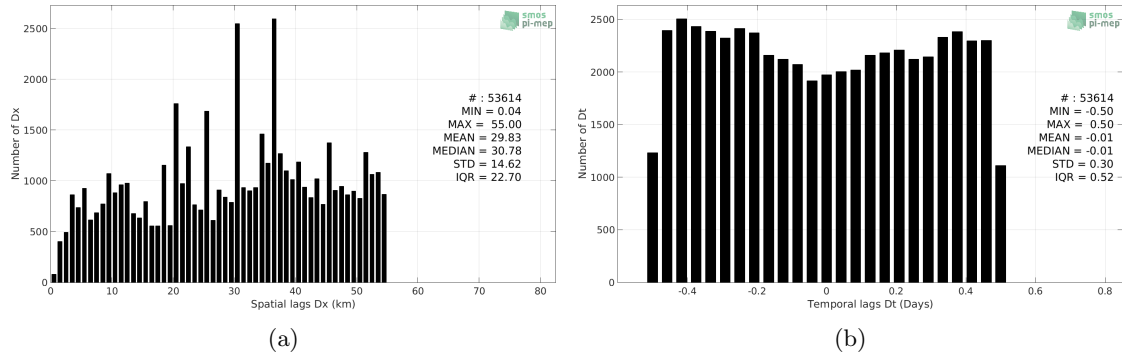 2500
2000
1500
1000
500
0
Number of Dx
0 10 20 30 40 50 60 70 80
Spatial lags Dx (km)
smos
pi-mep
# : 53614
MIN = 0.04
MAX = 55.00
MEAN = 29.83
MEDIAN = 30.78
STD = 14.62
IQR = 22.70
(a)
2500
2000
1500
1000
500
0
Number of Dt
-0.4 -0.2 0 0.2 0.4 0.6 0.8
Temporal lags Dt (Days)
smos
pi-mep
# : 53614
MIN = -0.50
MAX = 0.50
MEAN = -0.01
MEDIAN = -0.01
STD = 0.30
IQR = 0.52
(b)